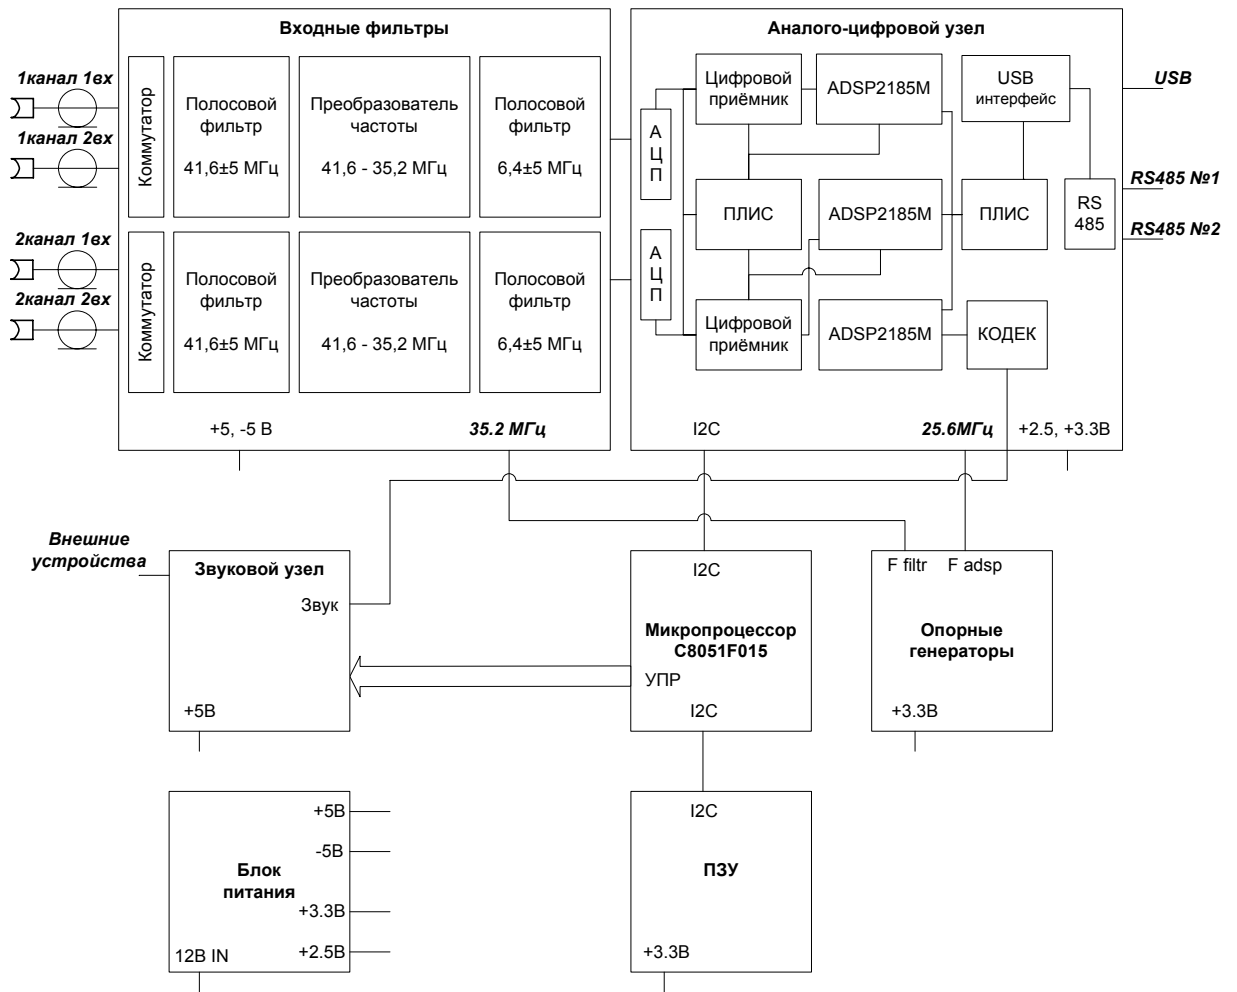 Входные фильтры
Аналого-цифровой узел
1канал 1вх
1канал 2вх
2канал 1вх
2канал 2вх
Коммутатор
Полосовой
фильтр
41,6±5 МГц
Преобразователь
частоты
41,6 - 35,2 МГц
Полосовой
фильтр
6,4±5 МГц
Коммутатор
Полосовой
фильтр
41,6±5 МГц
Преобразователь
частоты
41,6 - 35,2 МГц
Полосовой
фильтр
6,4±5 МГц
+5, -5 В
35.2 МГц
А
Ц
П
А
Ц
П
Цифровой
приёмник
ADSP2185M
USB
интерфейс
ПЛИС
ADSP2185M
ПЛИС
RS
485
Цифровой
приёмник
ADSP2185M
КОДЕК
I2C
25.6МГц
+2.5, +3.3В
USB
RS485 №1
RS485 №2
Внешние
устройства
Звуковой узел
Звук
+5В
I2C
Микропроцессор
C8051F015
УПР
I2C
F filtr
F adsp
Опорные
генераторы
+3.3В
+5В
-5В
Блок
питания
+3.3В
12В IN
+2.5В
I2C
ПЗУ
+3.3В